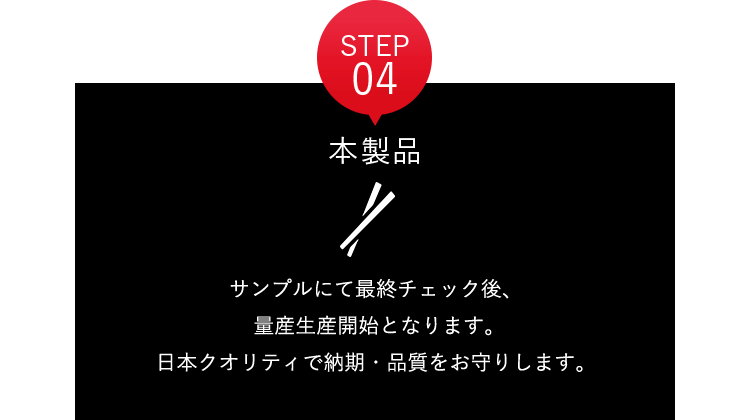 STEP
04
本製品
サンプルにて最終チェック後、
量産生産開始となります。
日本クオリティで納期・品質をお守りします。